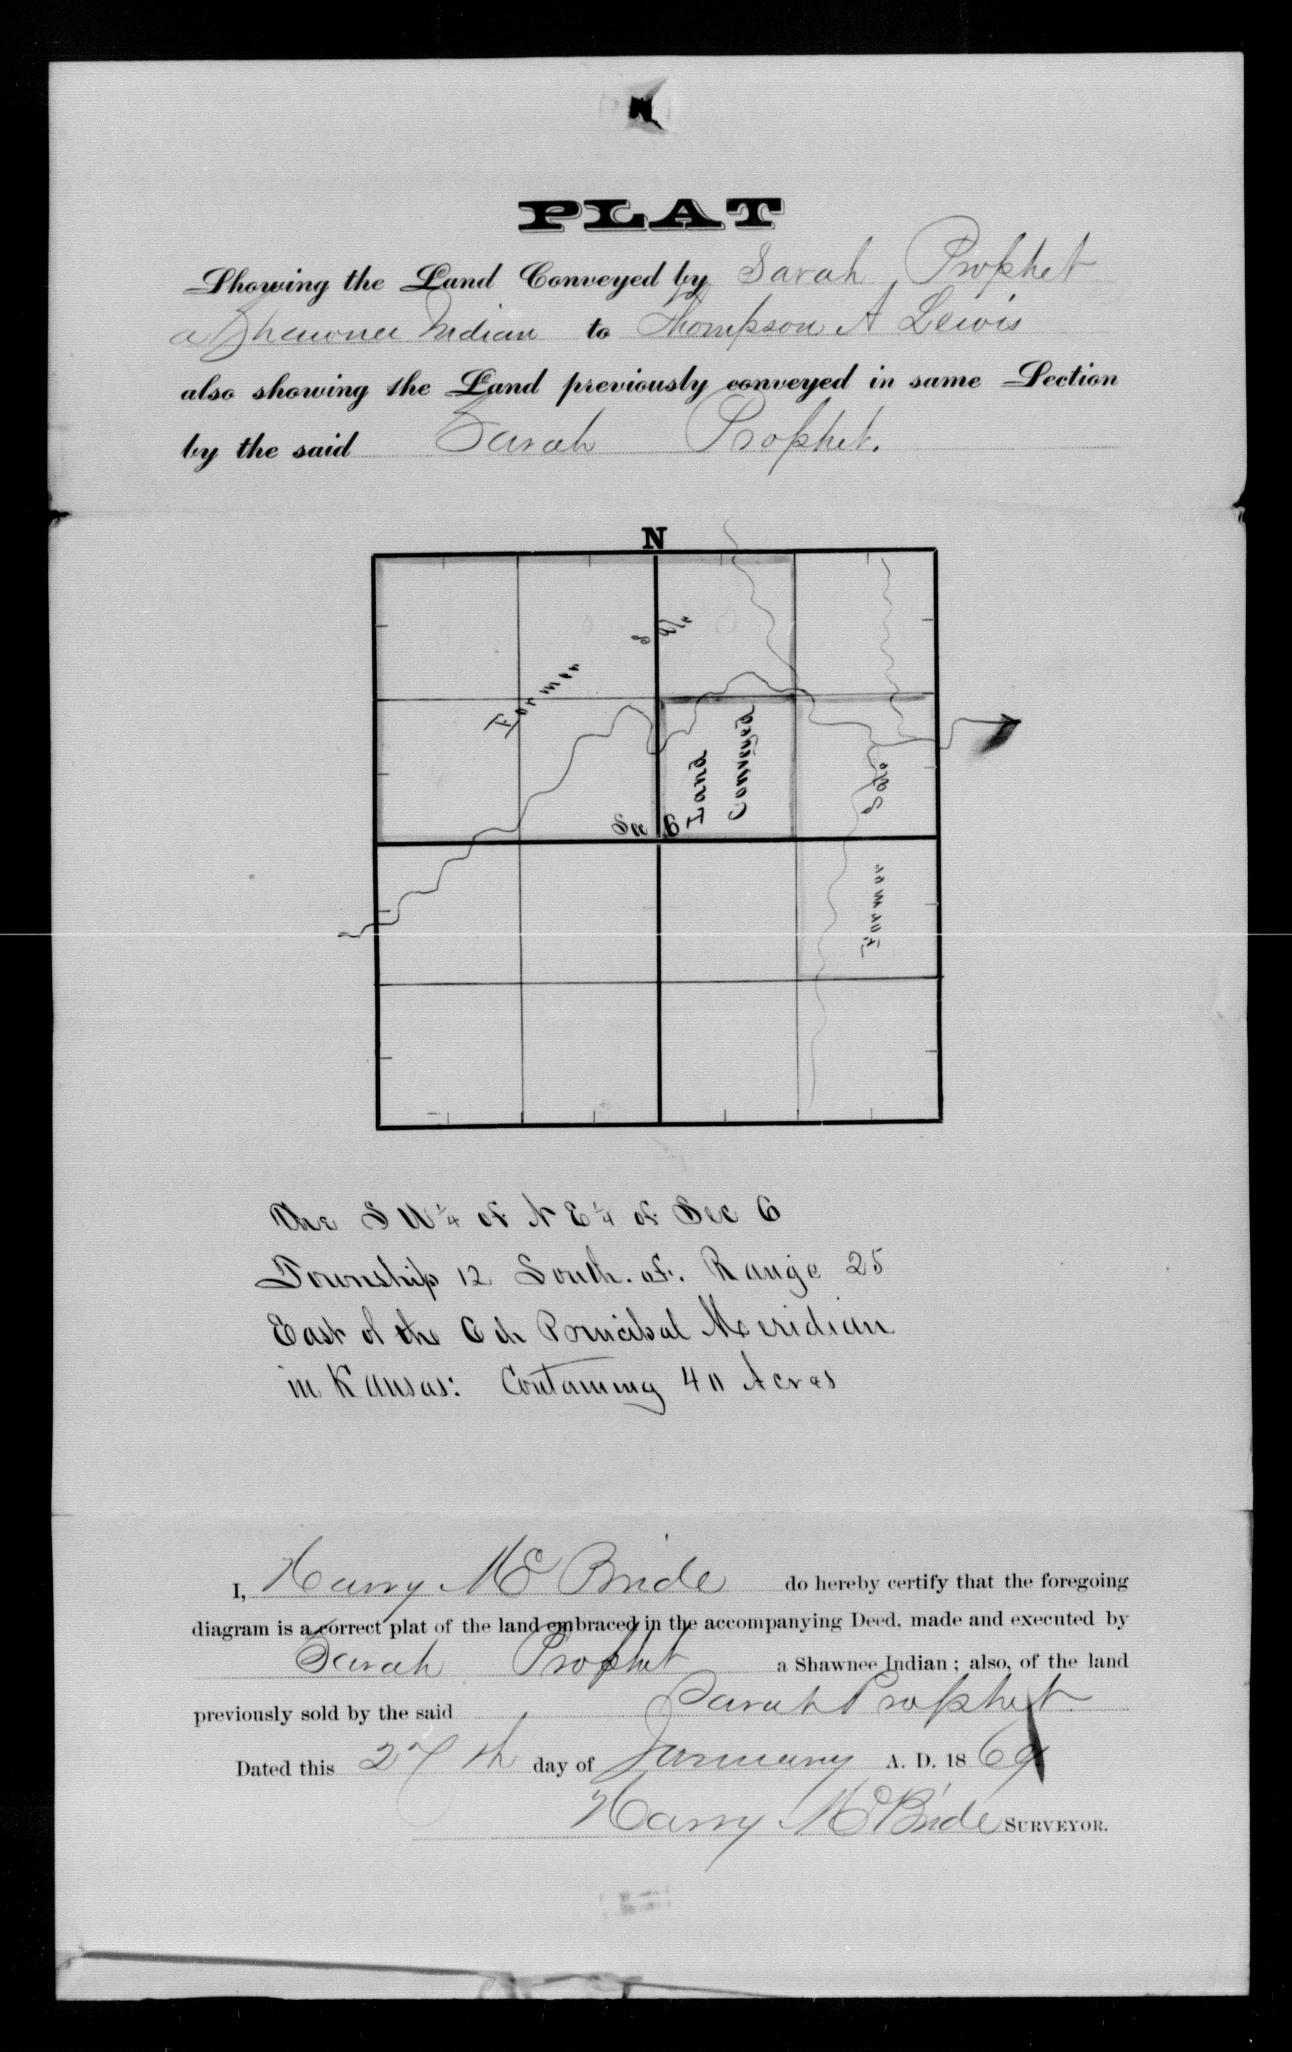 PLAT
Showing the Land Conveyed by Sarah Prophet
a Shawnee Indian to Thompson A Lewis
also showing the Land previously conveyed in same Section
by the said Sarah Prophet.
N
Former Sale
Land
Conveyed
Former Sale
Sec 6
The S W ¼ of N E ¼ of Sec 6
Township 12 South. of. Range 25
East of the 6th Principal Meridian
in Kansas: Containing 40 Acres
I, Harry McBride do hereby certify that the foregoing
diagram is a correct plat of the land embraced in the accompanying Deed, made and executed by
Sarah Prophet a Shawnee Indian; also, of the land
previously sold by the said Sarah Prophet
Dated this 27th day of January A. D. 1869
Harry McBride SURVEYOR.